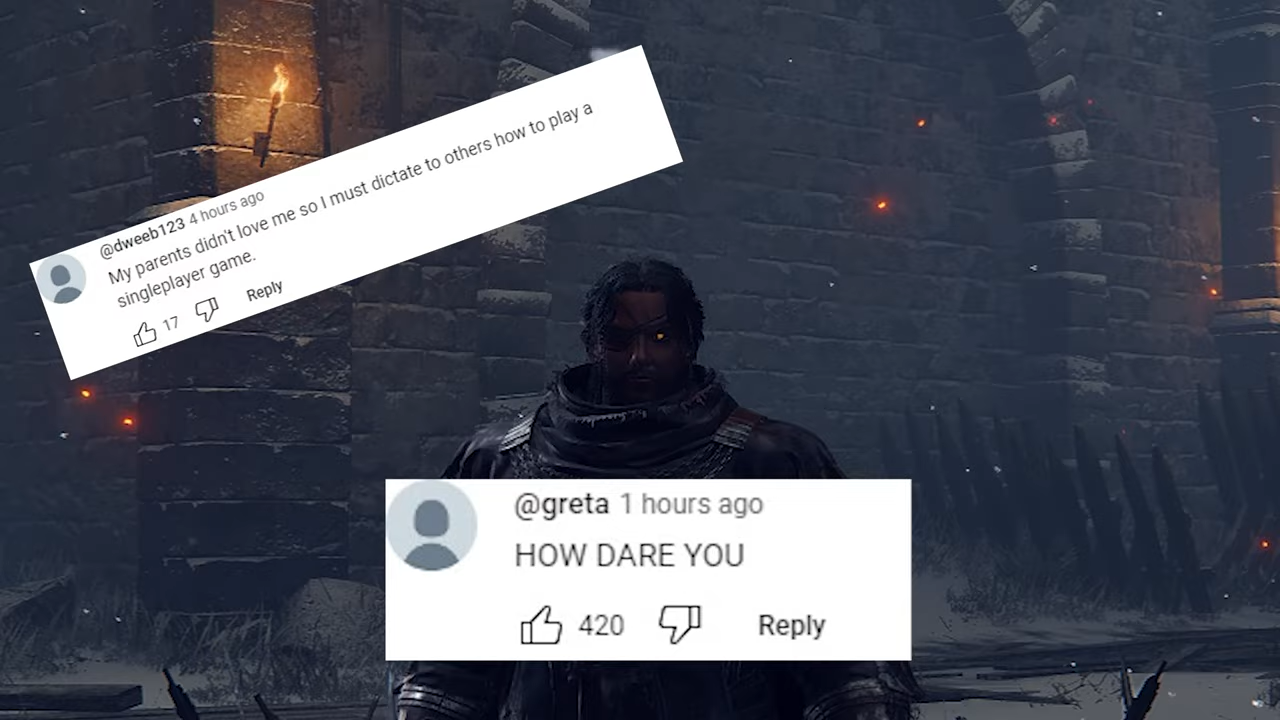 @dweeb123 4 hours ago
My parents didn't love me so I must dictate to others how to play a
singleplayer game.
17 Reply
@greta 1 hours ago
HOW DARE YOU
420 Reply